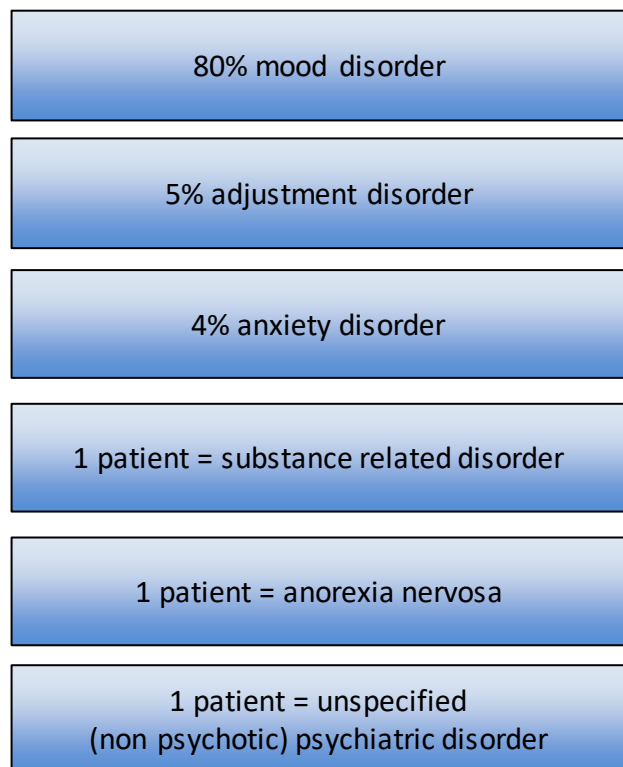 80% mood disorder
5% adjustment disorder
4% anxiety disorder
1 patient = substance related disorder
1 patient = anorexia nervosa
1 patient = unspecified
(non psychotic) psychiatric disorder